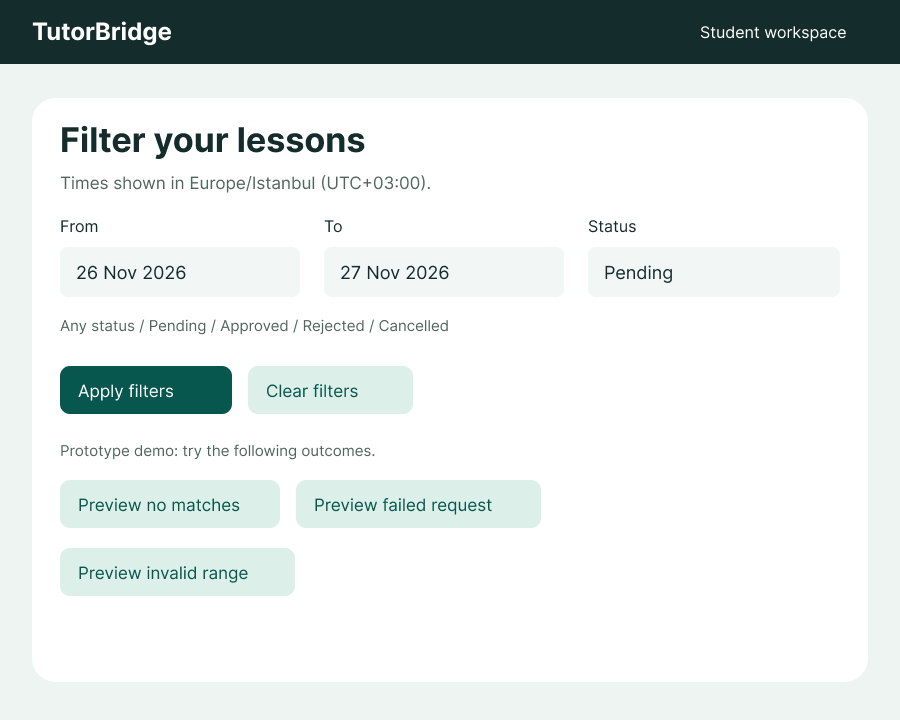 TutorBridge
Student workspace
Filter your lessons
Times shown in Europe/Istanbul (UTC+03:00).
From
To
Status
26 Nov 2026
27 Nov 2026
Pending
Any status / Pending / Approved / Rejected / Cancelled
Apply filters
Clear filters
Prototype demo: try the following outcomes.
Preview no matches
Preview failed request
Preview invalid range